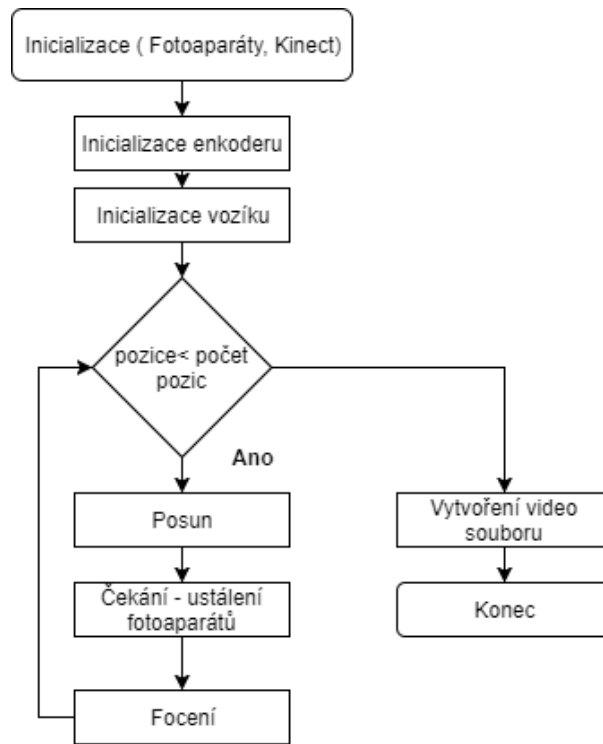 Inicializace ( Fotoaparáty, Kinect)
Inicializace enkoderu
Inicializace vozíku
pozice< počet
pozic
Ano
Posun
Čekání - ustálení
fotoaparátů
Focení
Vytvoření video
souboru
Konec